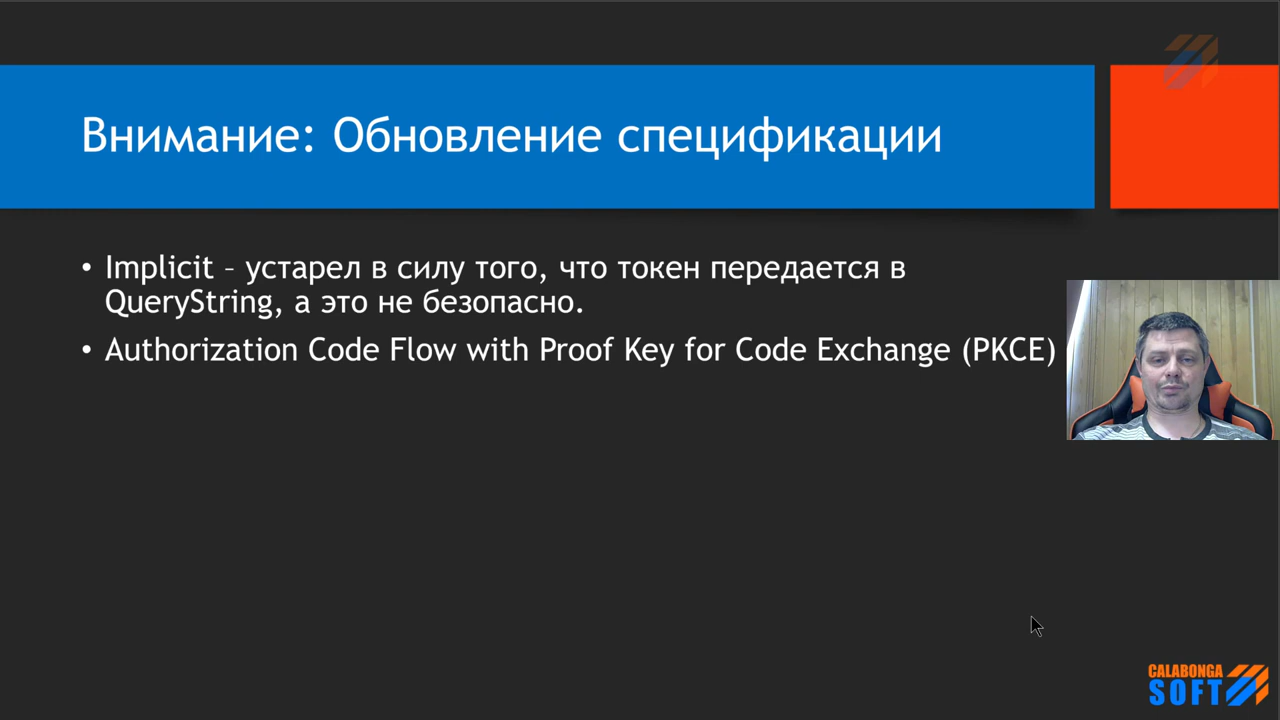 Внимание: Обновление спецификации
• Implicit – устарел в силу того, что токен передается в
QueryString, а это не безопасно.
• Authorization Code Flow with Proof Key for Code Exchange (PKCE)
CALABONGA
SOFT